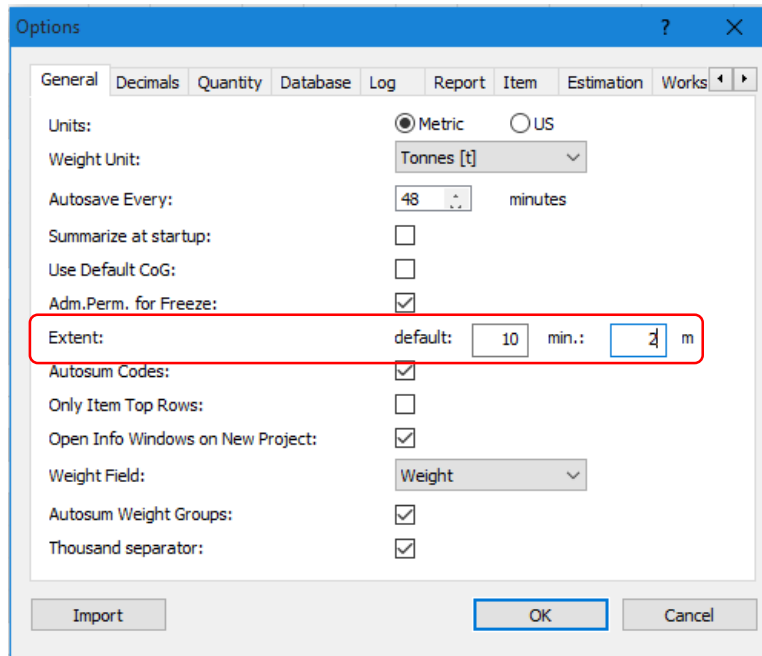 Options ?
General Decimals Quantity Database Log Report Item Estimation Works
Units: Metric US
Weight Unit: Tonnes [t]
Autosave Every: 48 minutes
Summarize at startup:
Use Default CoG:
Adm.Perm. for Freeze:
Extent: default: 10 min.: 2 m
Autosum Codes:
Only Item Top Rows:
Open Info Windows on New Project:
Weight Field: Weight
Autosum Weight Groups:
Thousand separator:
Import OK Cancel